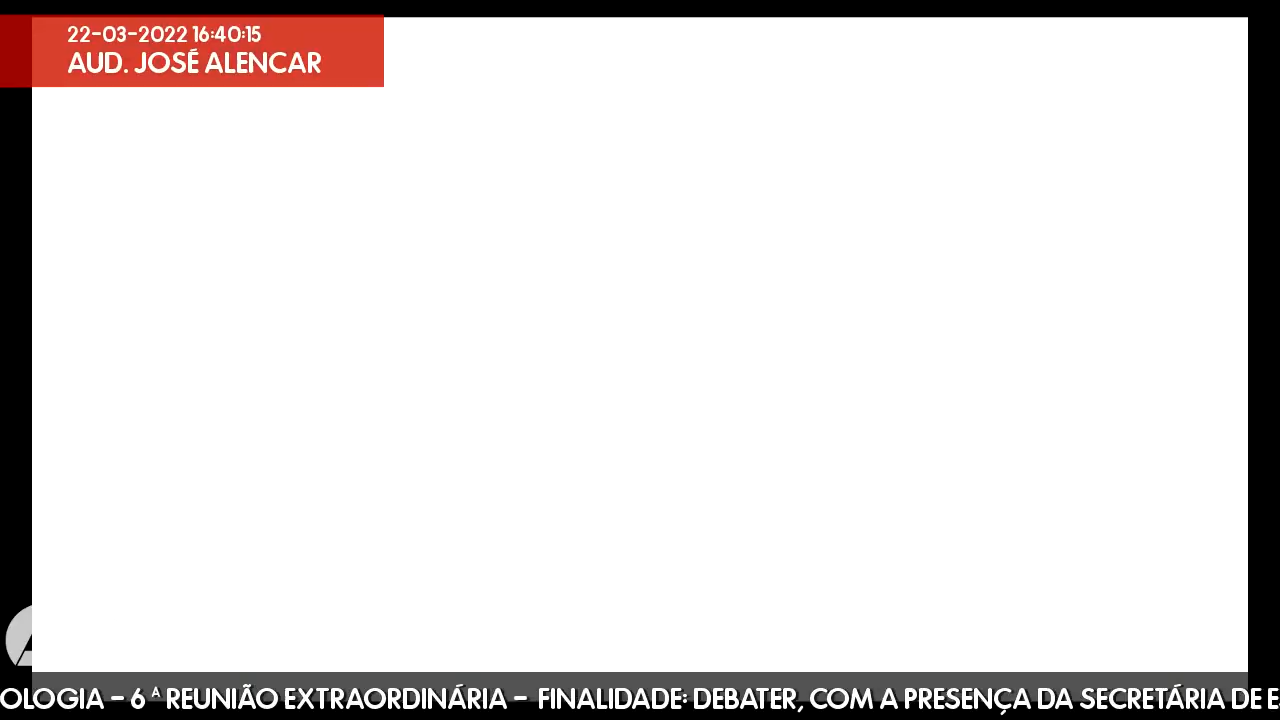 22-03-2022 16:40:15
AUD. JOSÉ ALENCAR
OLOGIA - 6 ª REUNIÃO EXTRAORDINÁRIA - FINALIDADE: DEBATER, COM A PRESENÇA DA SECRETÁRIA DE E